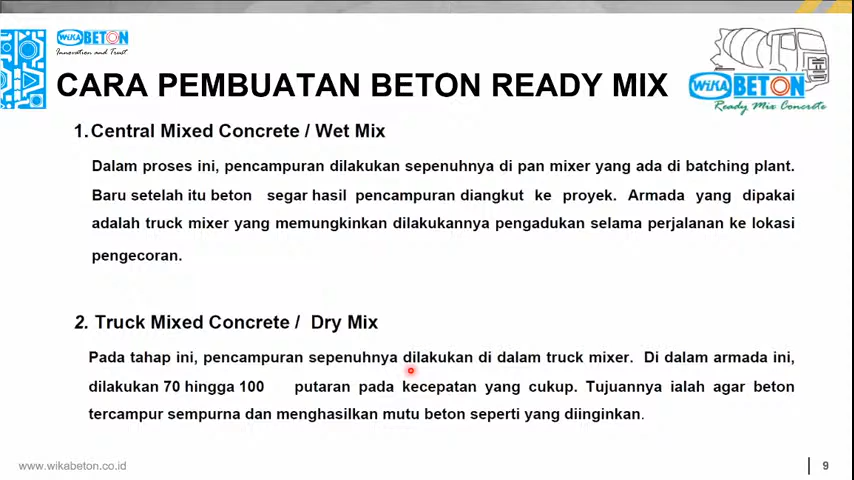 WIKA BETON
Innovation and Trust
CARA PEMBUATAN BETON READY MIX
WIKA BETON
Ready Mix Concrete
1. Central Mixed Concrete / Wet Mix
Dalam proses ini, pencampuran dilakukan sepenuhnya di pan mixer yang ada di batching plant.
Baru setelah itu beton segar hasil pencampuran diangkut ke proyek. Armada yang dipakai
adalah truck mixer yang memungkinkan dilakukannya pengadukan selama perjalanan ke lokasi
pengecoran.
2. Truck Mixed Concrete / Dry Mix
Pada tahap ini, pencampuran sepenuhnya dilakukan di dalam truck mixer. Di dalam armada ini,
dilakukan 70 hingga 100 putaran pada kecepatan yang cukup. Tujuannya ialah agar beton
tercampur sempurna dan menghasilkan mutu beton seperti yang diinginkan.
www.wikabeton.co.id
9